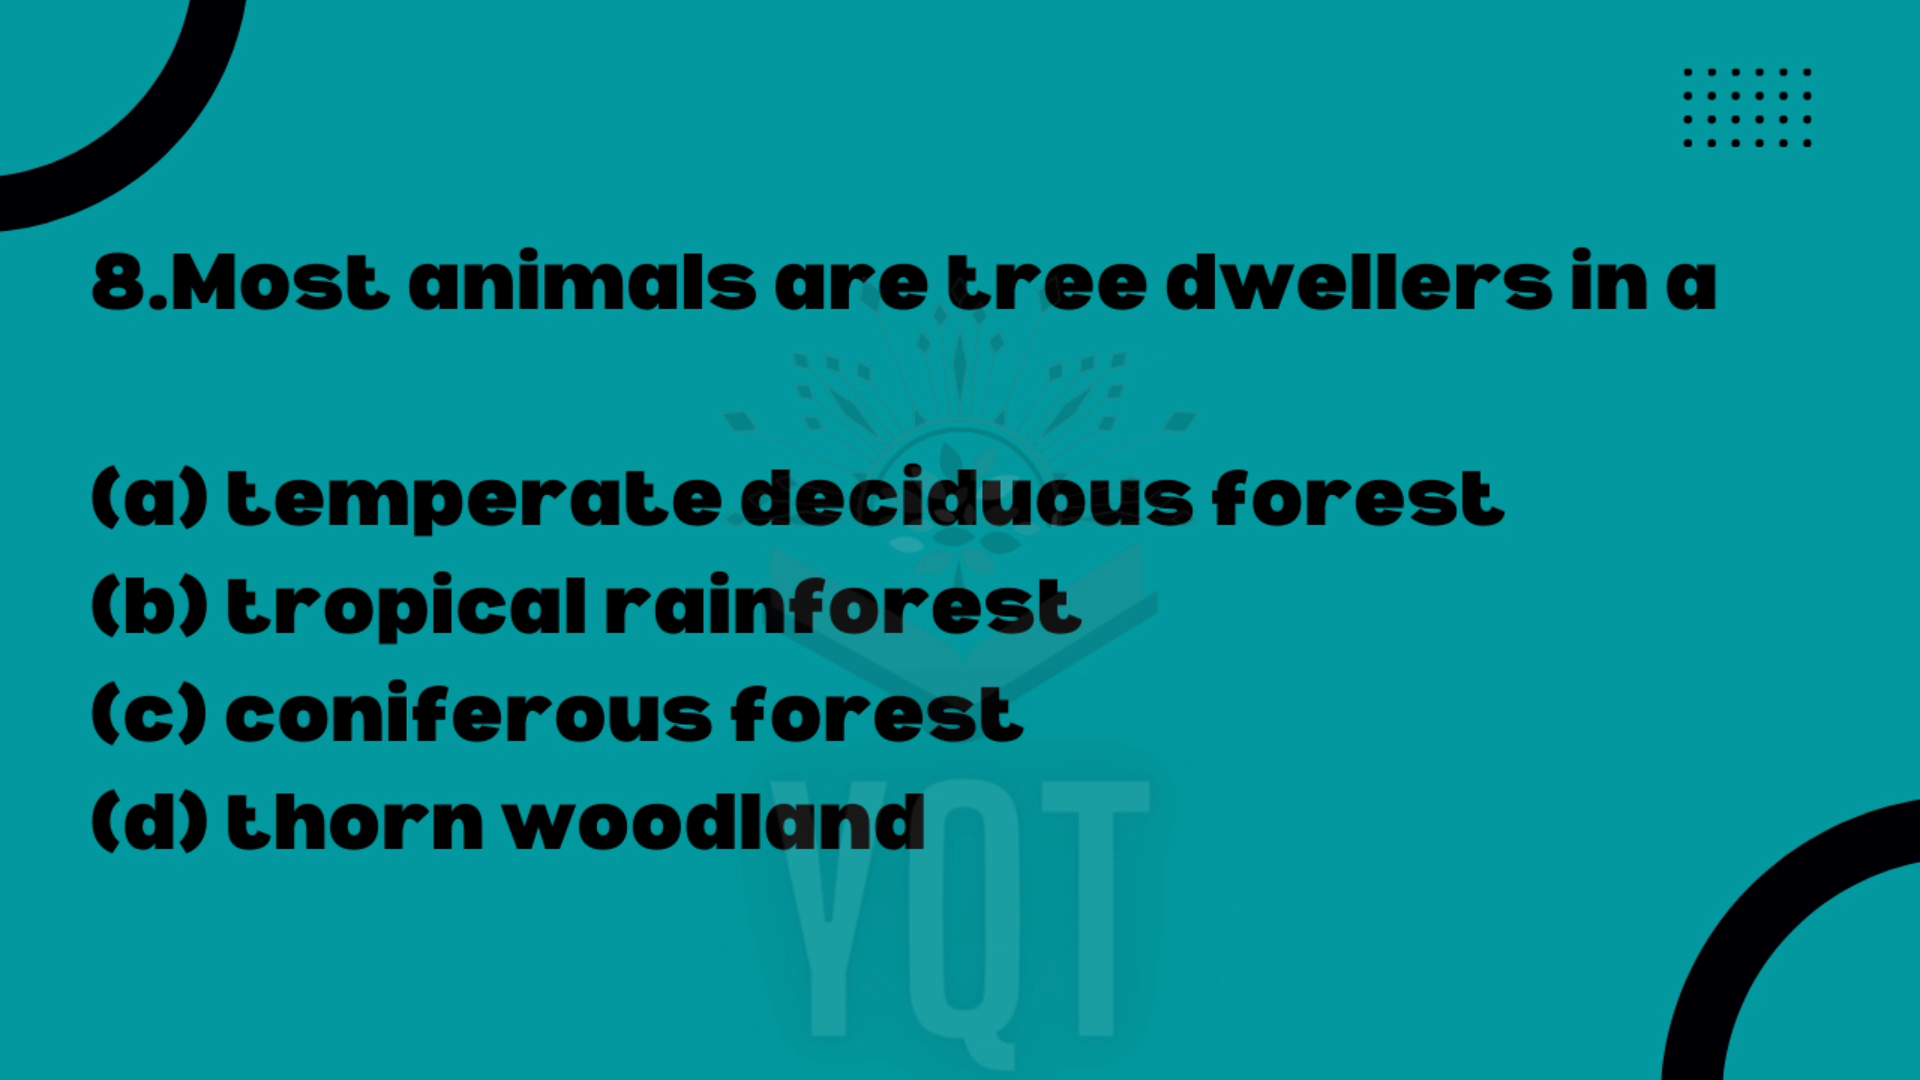 8.Most animals are tree dwellers in a
(a) temperate deciduous forest
(b) tropical rainforest
(c) coniferous forest
(d) thorn woodland
YQT